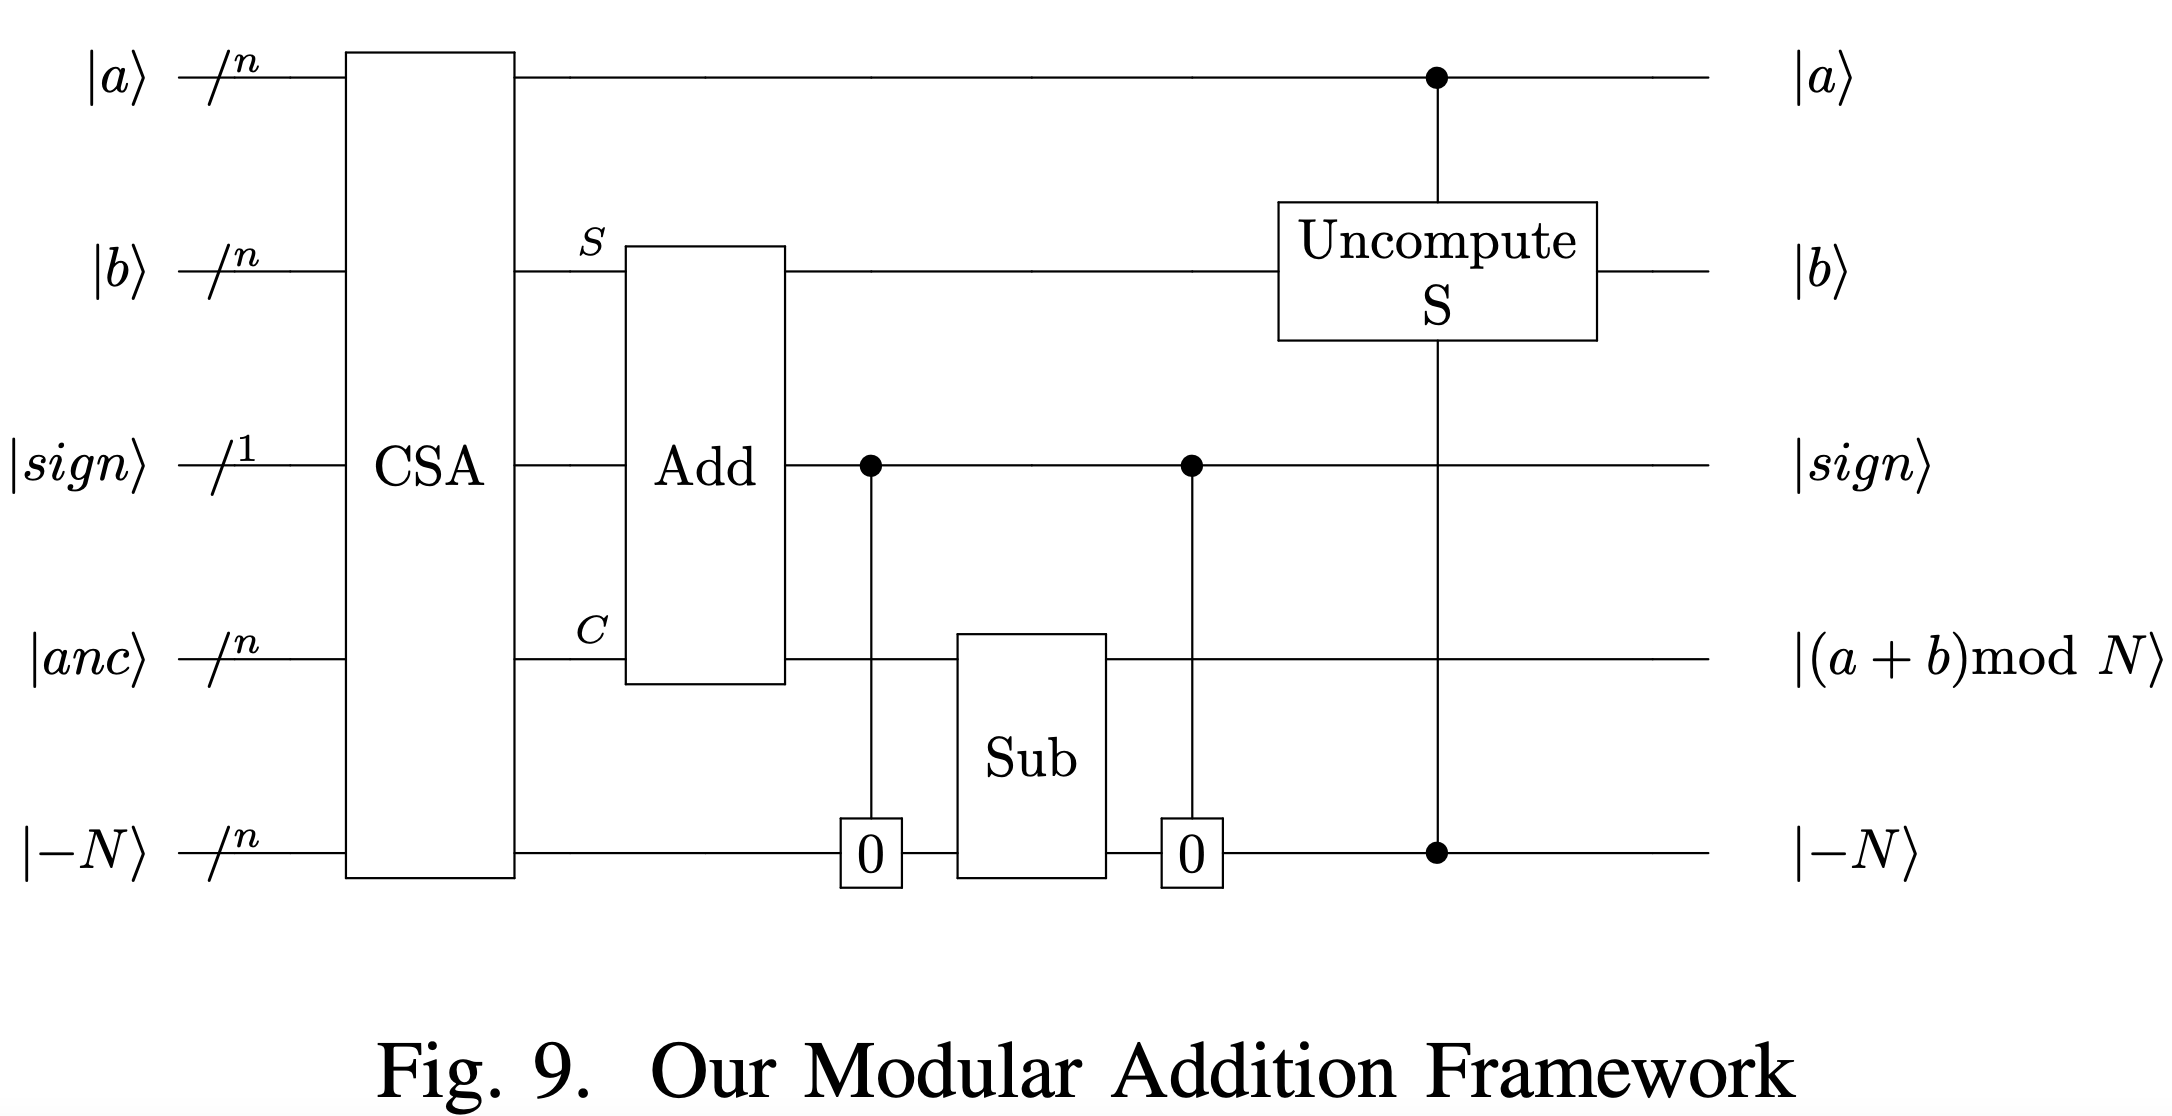 |a⟩ n |a⟩
S
|b⟩ n Uncompute S |b⟩
|sign⟩ 1 CSA Add |sign⟩
C
|anc⟩ n |(a + b)mod N⟩
Sub
|−N⟩ n 0 0 |−N⟩
Fig. 9. Our Modular Addition Framework